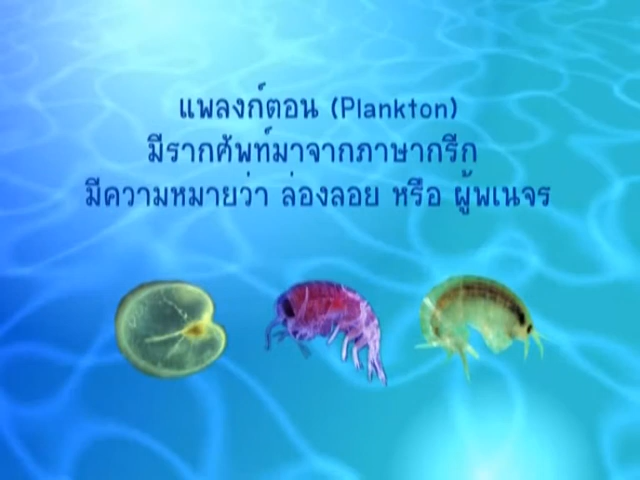 แพลงก์ตอน (Plankton)
มีรากศัพท์มาจากภาษากรีก
มีความหมายว่า ล่องลอย หรือ ผู้พเนจร